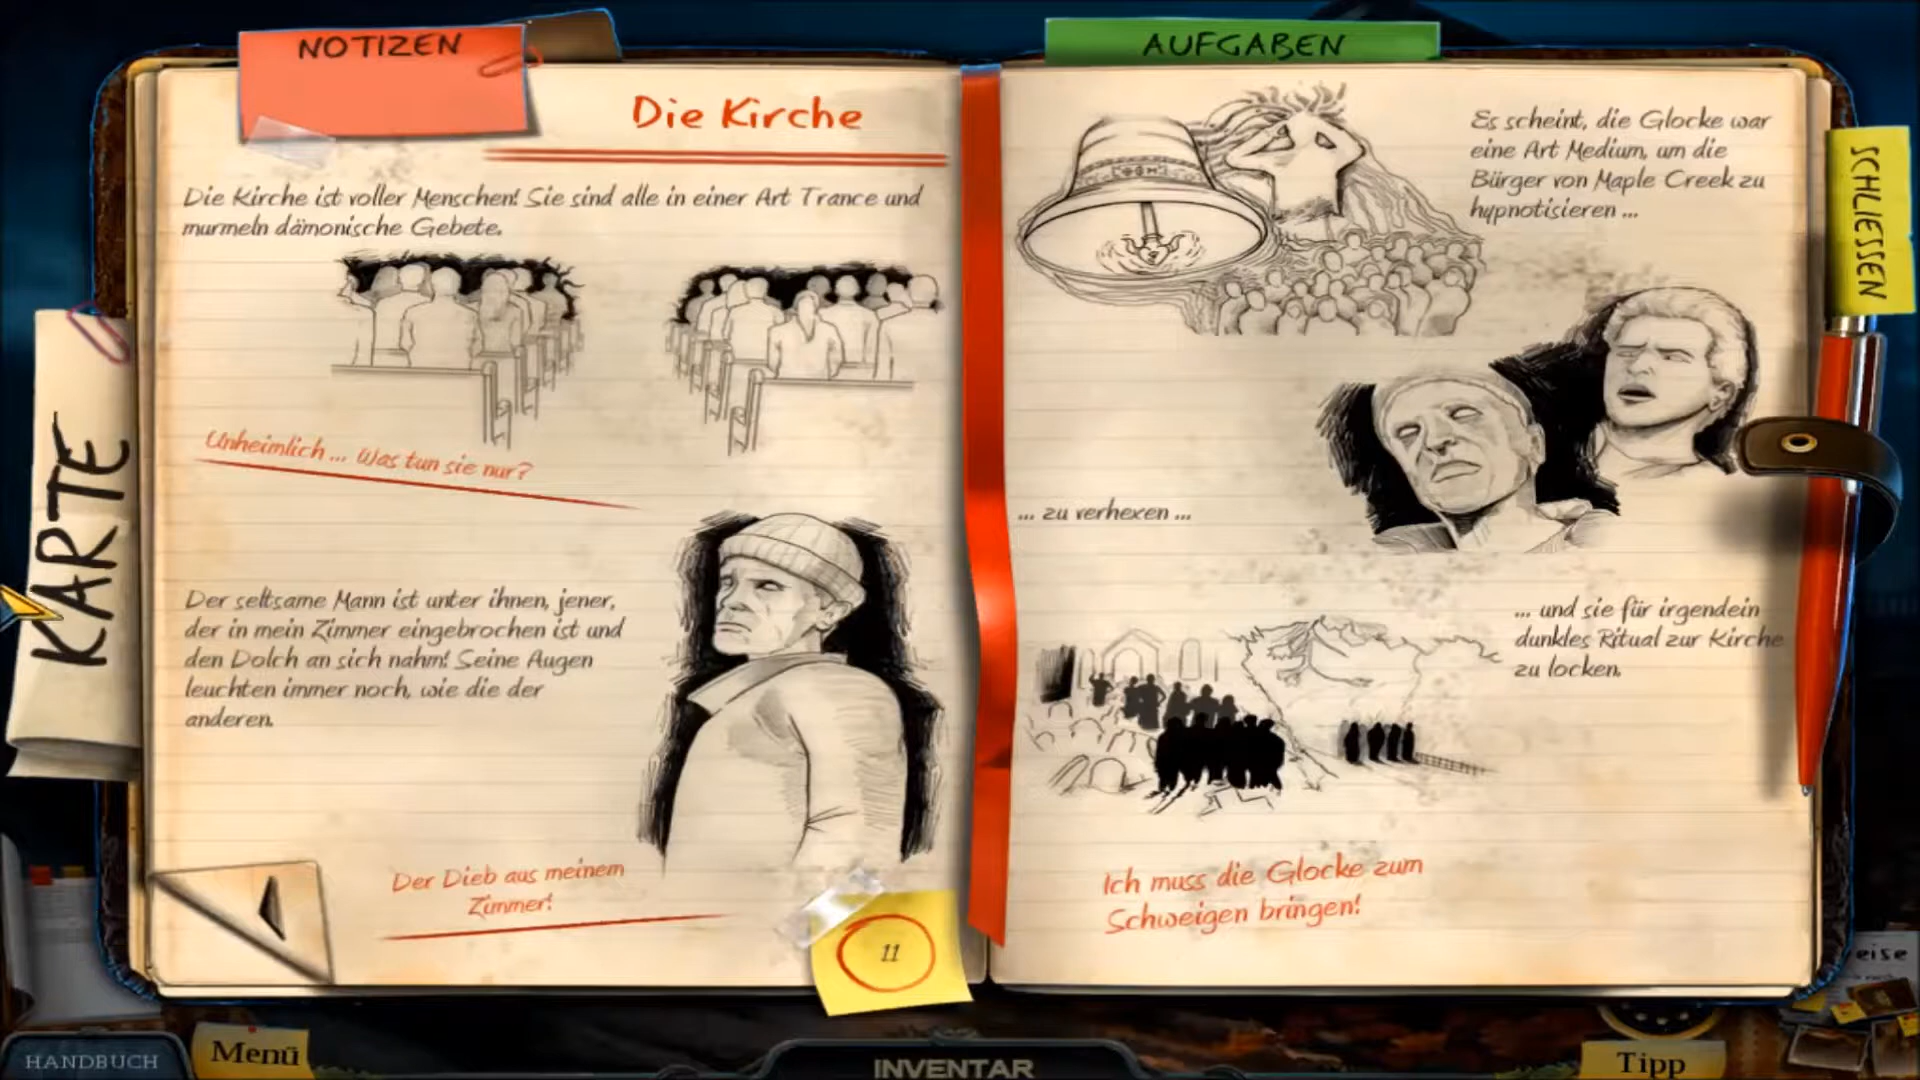 NOTIZEN
AUFGABEN
Die Kirche
Die Kirche ist voller Menschen! Sie sind alle in einer Art Trance und
murmeln dämonische Gebete.
Unheimlich ... Was tun sie nur?
Der seltsame Mann ist unter ihnen, jener,
der in mein Zimmer eingebrochen ist und
den Dolch an sich nahm! Seine Augen
leuchten immer noch, wie die der
anderen.
Der Dieb aus meinem
Zimmer!
11
Es scheint, die Glocke war
eine Art Medium, um die
Bürger von Maple Creek zu
hypnotisieren ...
... zu verhexen ...
... und sie für irgendein
dunkles Ritual zur Kirche
zu locken.
Ich muss die Glocke zum
Schweigen bringen!
SCHLIESSEN
KARTE
eise
HANDBUCH
Menü
INVENTAR
Tipp